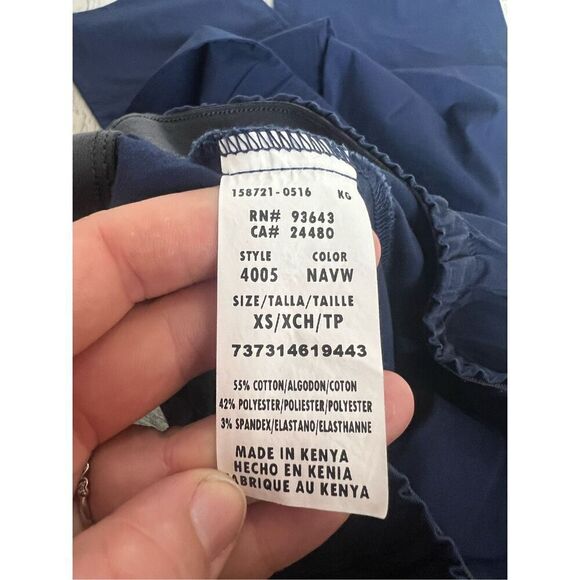 158721-0516 KG
RN# 93643
CA# 24480
STYLE COLOR
4005 NAVW
SIZE/TALLA/TAILLE
XS/XCH/TP
737314619443
55% COTTON/ALGODON/COTON
42% POLYESTER/POLIESTER/POLYESTER
3% SPANDEX/ELASTANO/ELASTHANNE
MADE IN KENYA
HECHO EN KENIA
FABRIQUE AU KENYA